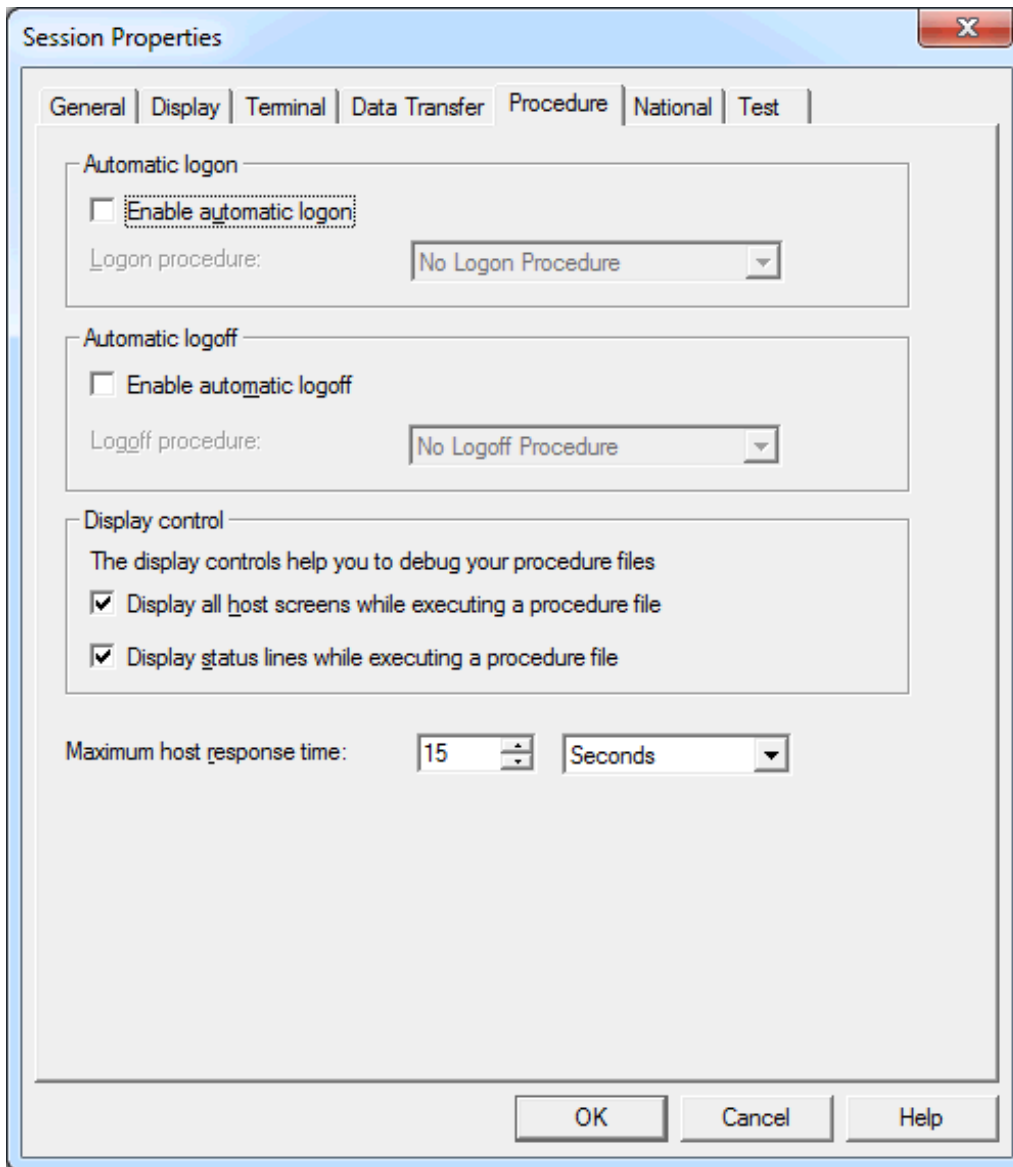 Session Properties
General Display Terminal Data Transfer Procedure National Test
Automatic logon
Enable automatic logon
Logon procedure: No Logon Procedure
Automatic logoff
Enable automatic logoff
Logoff procedure: No Logoff Procedure
Display control
The display controls help you to debug your procedure files
Display all host screens while executing a procedure file
Display status lines while executing a procedure file
Maximum host response time: 15 Seconds
OK Cancel Help